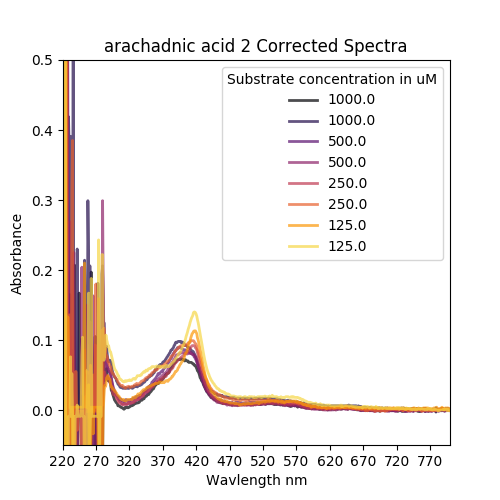 arachadnic acid 2 Corrected Spectra
Substrate concentration in uM
1000.0
1000.0
500.0
500.0
250.0
250.0
125.0
125.0
0.5
0.4
0.3
0.2
0.1
0.0
Absorbance
220 270 320 370 420 470 520 570 620 670 720 770
Wavlength nm